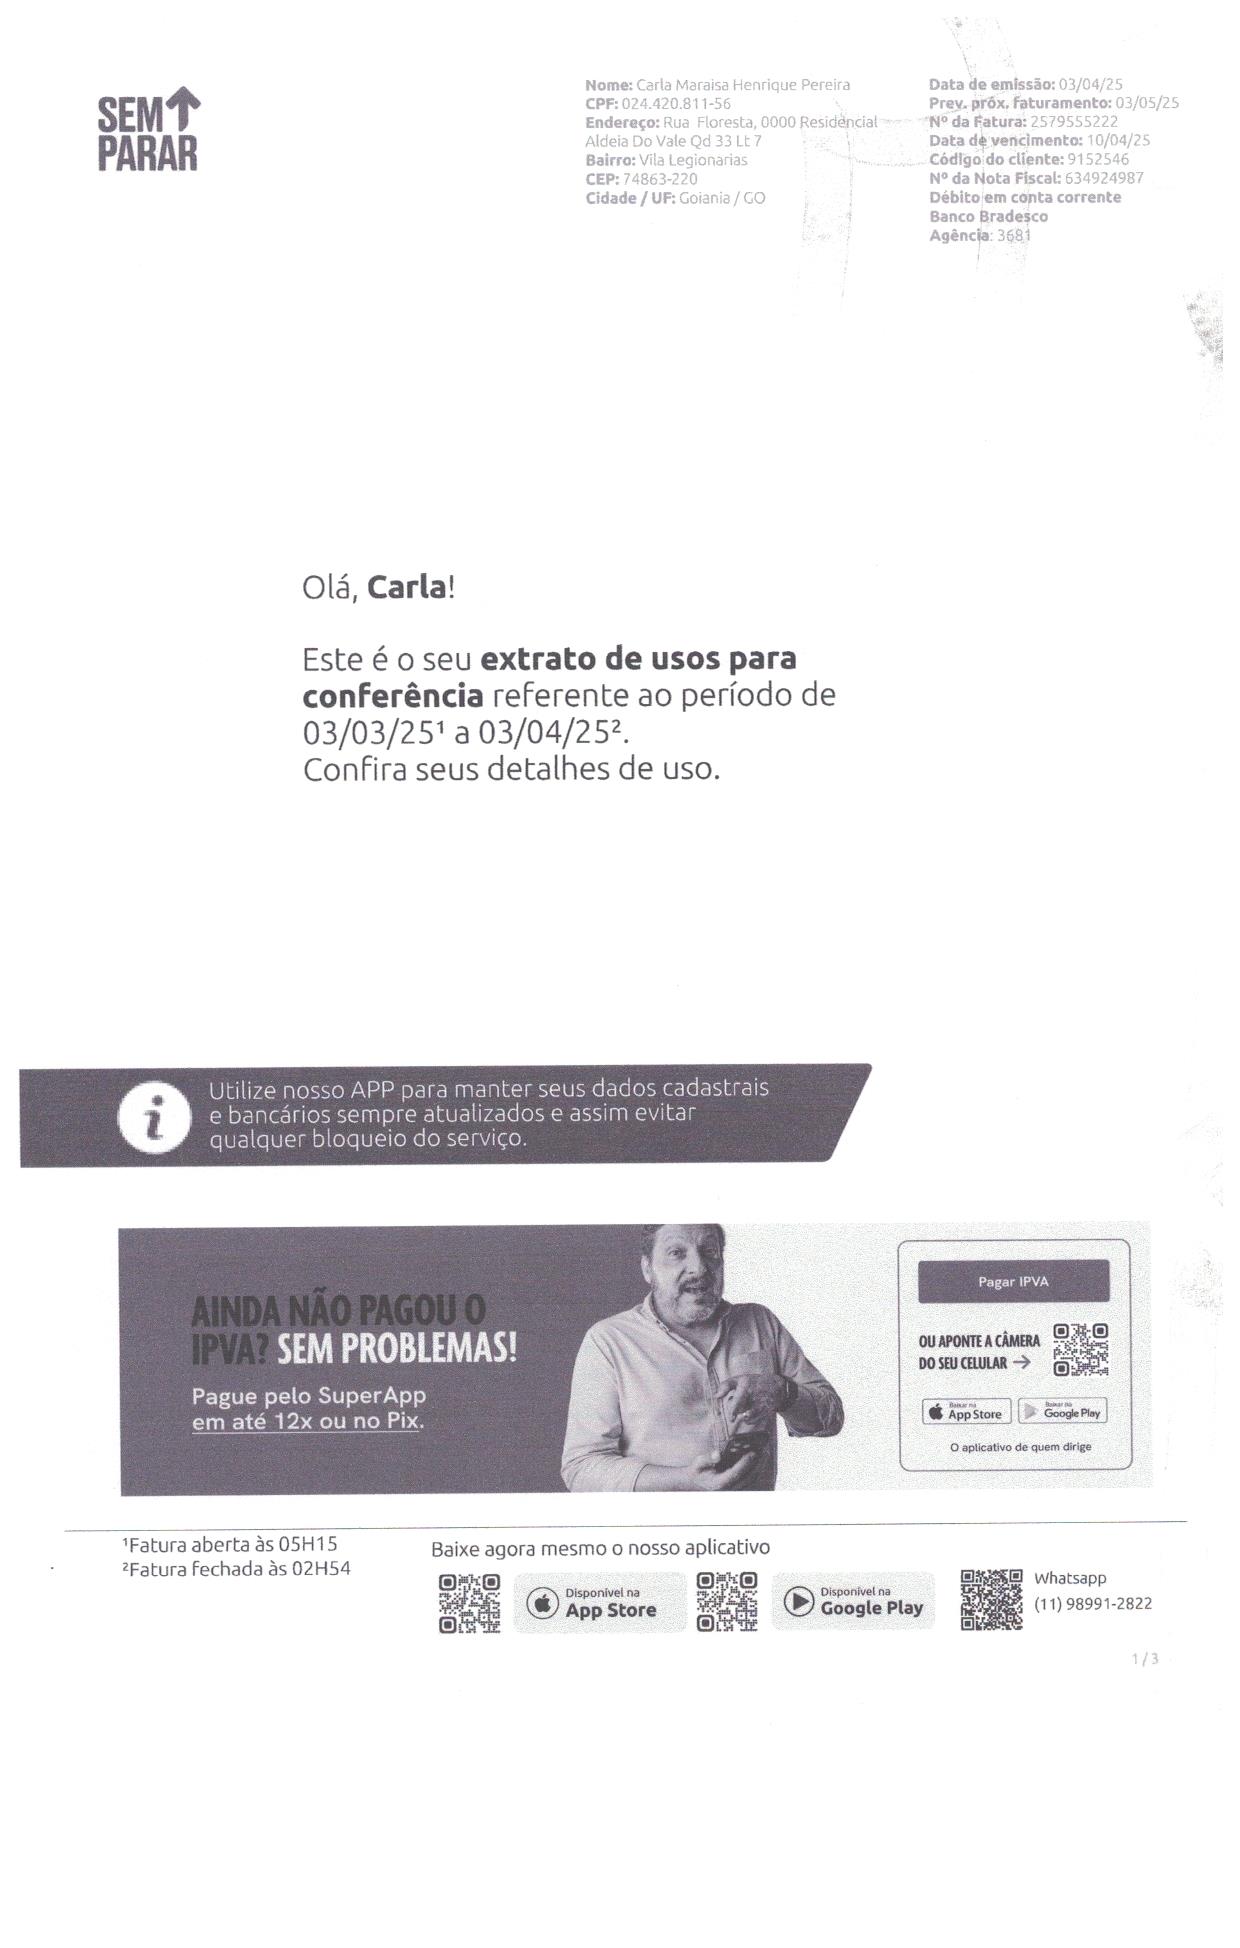 SEM
PARAR
Nome: Carla Maraisa Henrique Pereira
CPF: 024.420.811-56
Endereço: Rua Floresta, 0000 Residêncial
Aldeia Do Vale Qd 33 Lt 7
Bairro: Vila Legionarias
CEP: 74863-220
Cidade / UF: Goiania / GO
Data de emissão: 03/04/25
Prev. próx. faturamento: 03/05/25
Nº da Fatura: 2579555222
Data de vencimento: 10/04/25
Código do cliente: 9152546
Nº da Nota Fiscal: 634924987
Débito em conta corrente
Banco Bradesco
Agência: 3681
Olá, Carla!
Este é o seu extrato de usos para
conferência referente ao período de
03/03/25¹ a 03/04/25².
Confira seus detalhes de uso.
i
Utilize nosso APP para manter seus dados cadastrais
e bancários sempre atualizados e assim evitar
qualquer bloqueio do serviço.
AINDA NÃO PAGOU O
IPVA? SEM PROBLEMAS!
Pague pelo SuperApp
em até 12x ou no Pix.
Pagar IPVA
OU APONTE A CÂMERA
DO SEU CELULAR →
Baixar na
App Store
Baixar no
Google Play
O aplicativo de quem dirige
¹Fatura aberta às 05H15
²Fatura fechada às 02H54
Baixe agora mesmo o nosso aplicativo
Disponível na
App Store
Disponível na
Google Play
Whatsapp
(11) 98991-2822
1 / 3